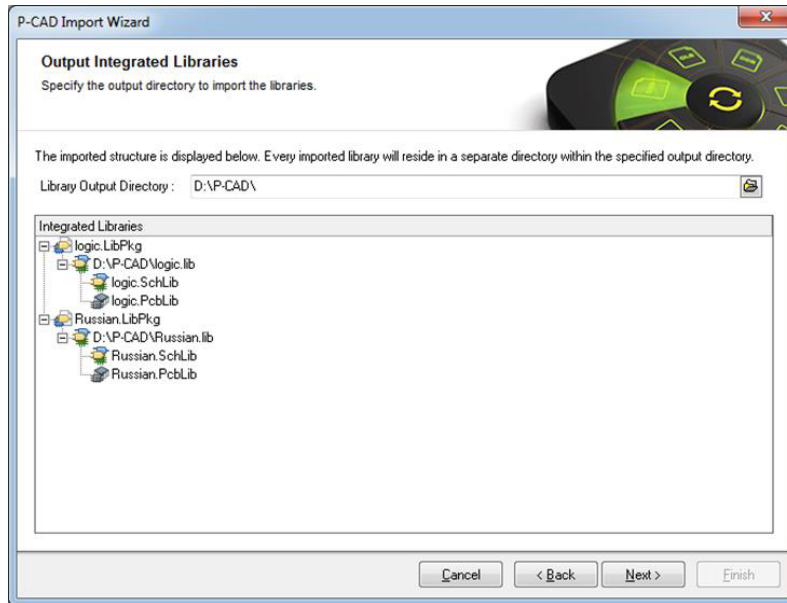 P-CAD Import Wizard
Output Integrated Libraries
Specify the output directory to import the libraries.
The imported structure is displayed below. Every imported library will reside in a separate directory within the specified output directory.
Library Output Directory : D:\P-CAD\
Integrated Libraries
logic.LibPkg
D:\P-CAD\logic.lib
logic.SchLib
logic.PcbLib
Russian.LibPkg
D:\P-CAD\Russian.lib
Russian.SchLib
Russian.PcbLib
Cancel < Back Next > Finish